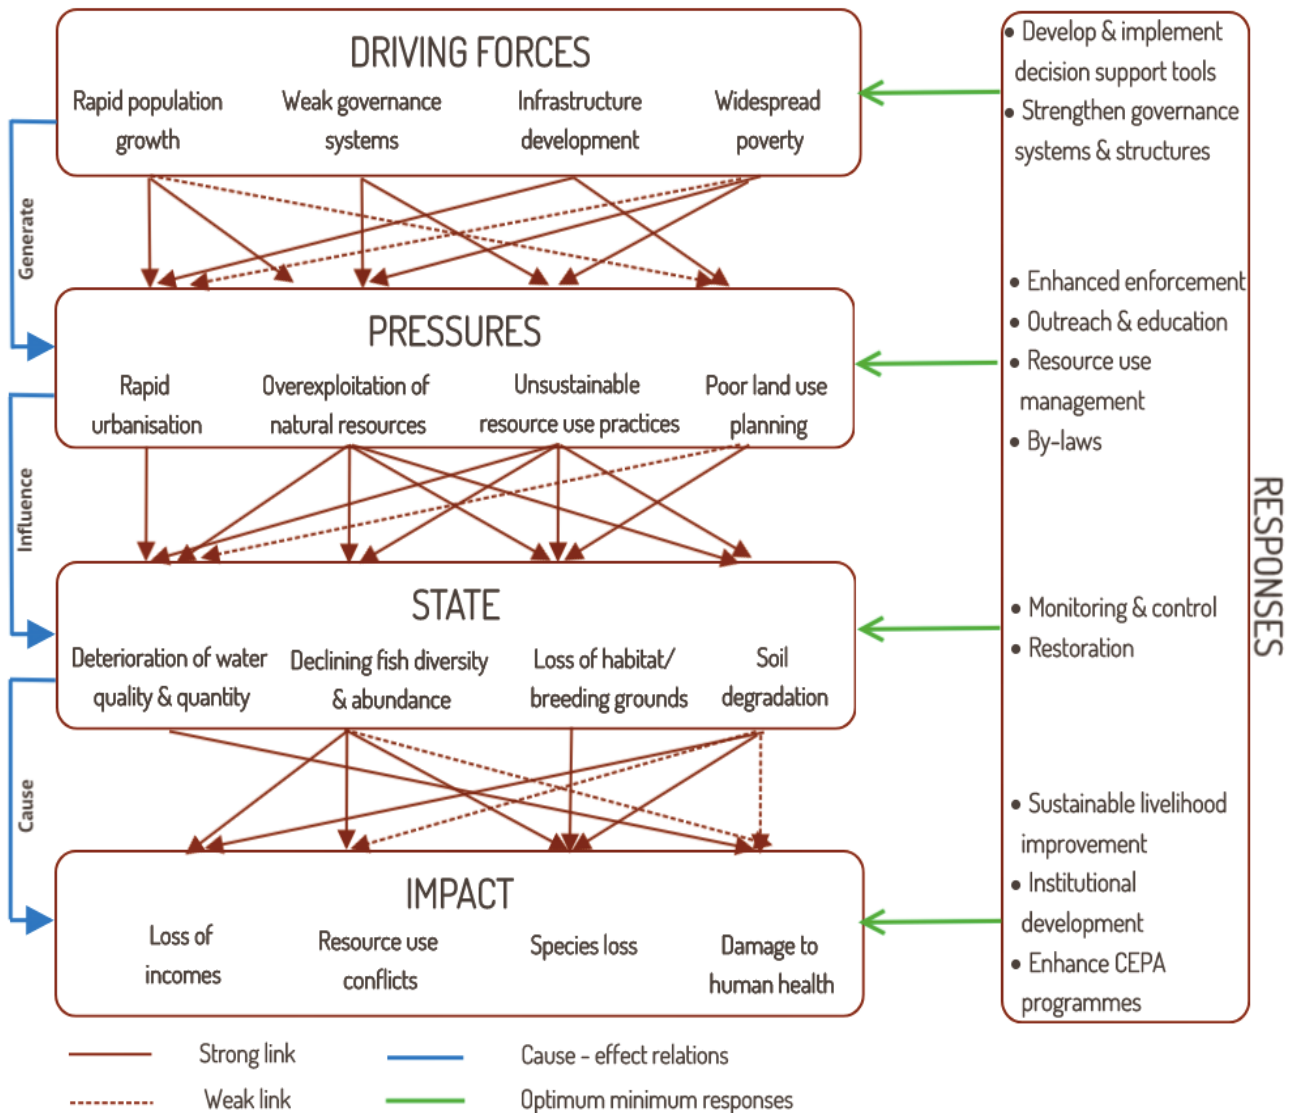 DRIVING FORCES
Rapid population
growth
Weak governance
systems
Infrastructure
development
Widespread
poverty
Generate
PRESSURES
Rapid
urbanisation
Overexploitation of
natural resources
Unsustainable
resource use practices
Poor land use
planning
Influence
STATE
Deterioration of water
quality & quantity
Declining fish diversity
& abundance
Loss of habitat/
breeding grounds
Soil
degradation
Cause
IMPACT
Loss of
incomes
Resource use
conflicts
Species loss
Damage to
human health
• Develop & implement
decision support tools
• Strengthen governance
systems & structures
• Enhanced enforcement
• Outreach & education
• Resource use
management
• By-laws
• Monitoring & control
• Restoration
• Sustainable livelihood
improvement
• Institutional
development
• Enhance CEPA
programmes
RESPONSES
Strong link
Cause - effect relations
Weak link
Optimum minimum responses